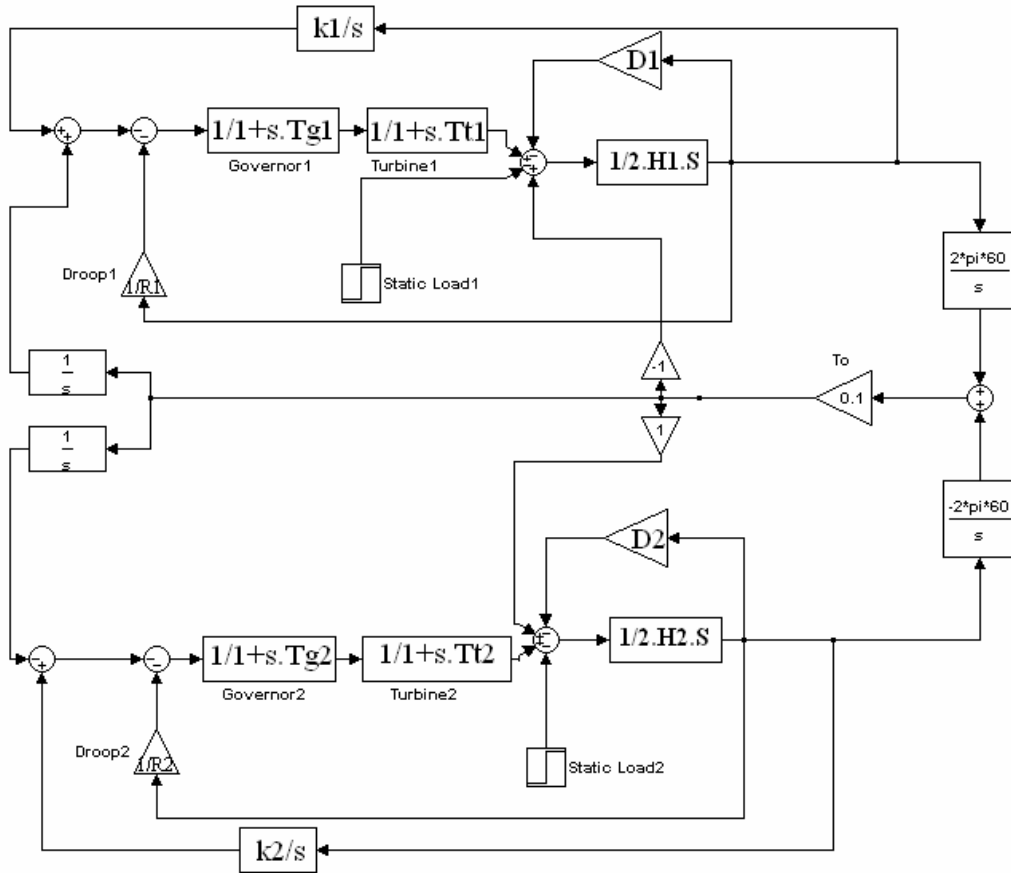 k1/s
D1
1/1+s.Tg1
1/1+s.Tt1
1/2.H1.S
Governor1
Turbine1
2*pi*60
s
Droop1
1/R1
Static Load1
-1
To
0.1
1
s
1
s
1
-2*pi*60
s
D2
1/2.H2.S
1/1+s.Tg2
1/1+s.Tt2
Governor2
Turbine2
Droop2
1/R2
Static Load2
k2/s